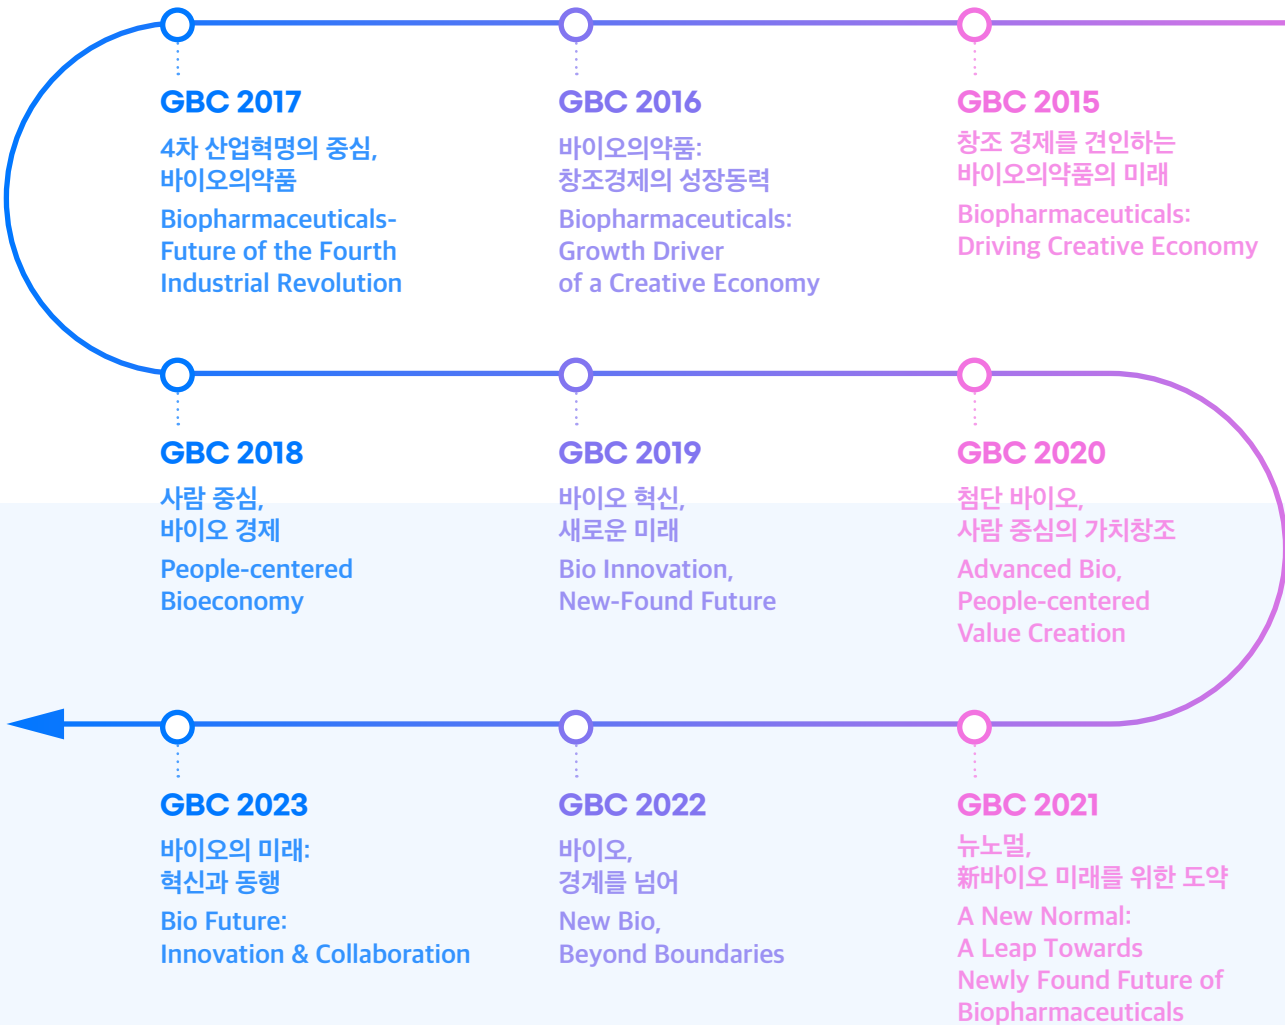 GBC 2017
4차 산업혁명의 중심,
바이오의약품
Biopharmaceuticals-
Future of the Fourth
Industrial Revolution
GBC 2016
바이오의약품:
창조경제의 성장동력
Biopharmaceuticals:
Growth Driver
of a Creative Economy
GBC 2015
창조 경제를 견인하는
바이오의약품의 미래
Biopharmaceuticals:
Driving Creative Economy
GBC 2018
사람 중심,
바이오 경제
People-centered
Bioeconomy
GBC 2019
바이오 혁신,
새로운 미래
Bio Innovation,
New-Found Future
GBC 2020
첨단 바이오,
사람 중심의 가치창조
Advanced Bio,
People-centered
Value Creation
GBC 2023
바이오의 미래:
혁신과 동행
Bio Future:
Innovation & Collaboration
GBC 2022
바이오,
경계를 넘어
New Bio,
Beyond Boundaries
GBC 2021
뉴노멀,
新바이오 미래를 위한 도약
A New Normal:
A Leap Towards
Newly Found Future of
Biopharmaceuticals